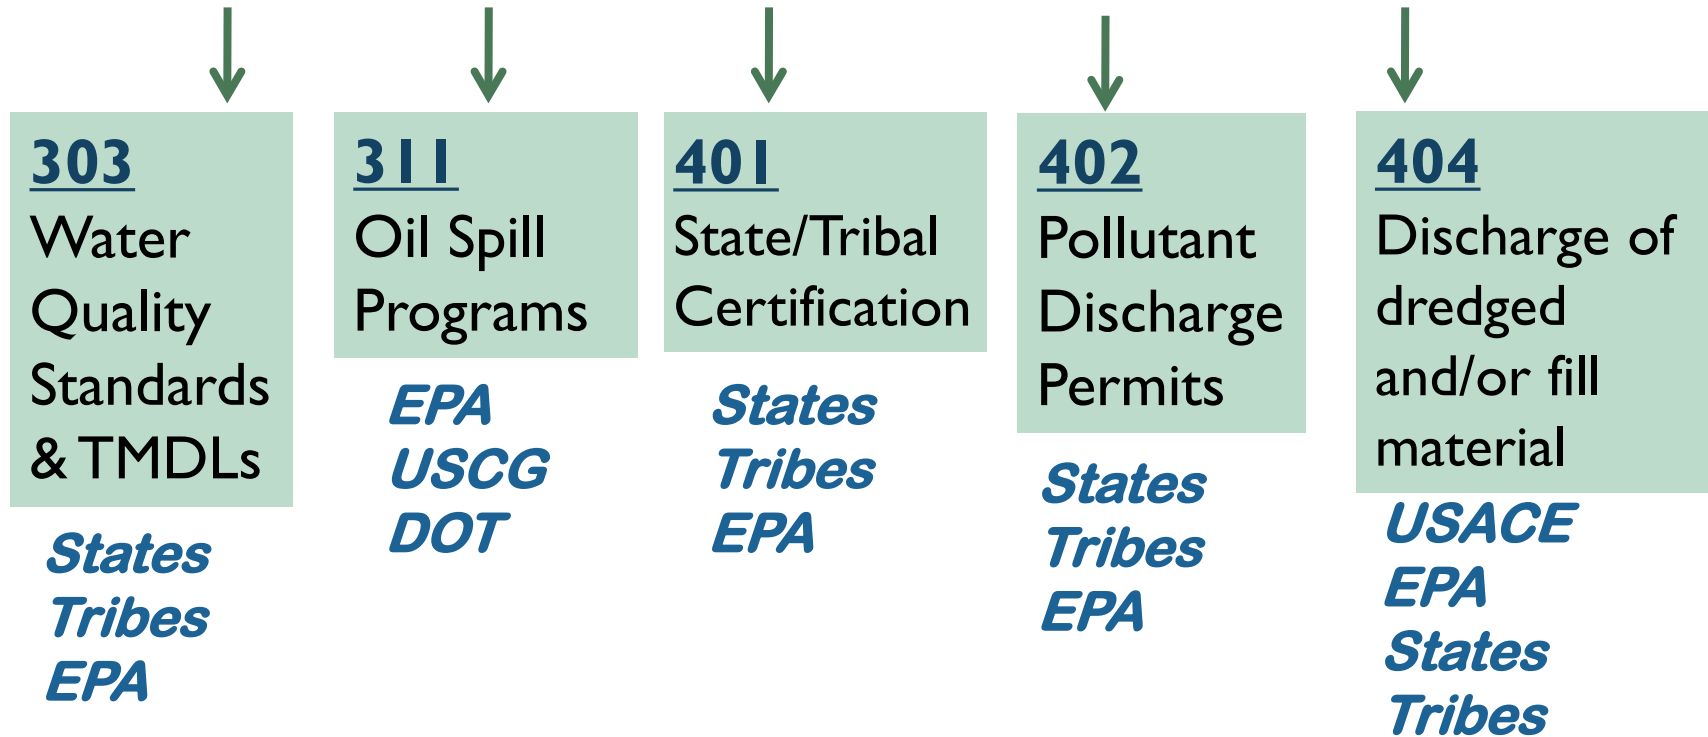 303
Water
Quality
Standards
& TMDLs
States
Tribes
EPA
311
Oil Spill
Programs
EPA
USCG
DOT
401
State/Tribal
Certification
States
Tribes
EPA
402
Pollutant
Discharge
Permits
States
Tribes
EPA
404
Discharge of
dredged
and/or fill
material
USACE
EPA
States
Tribes